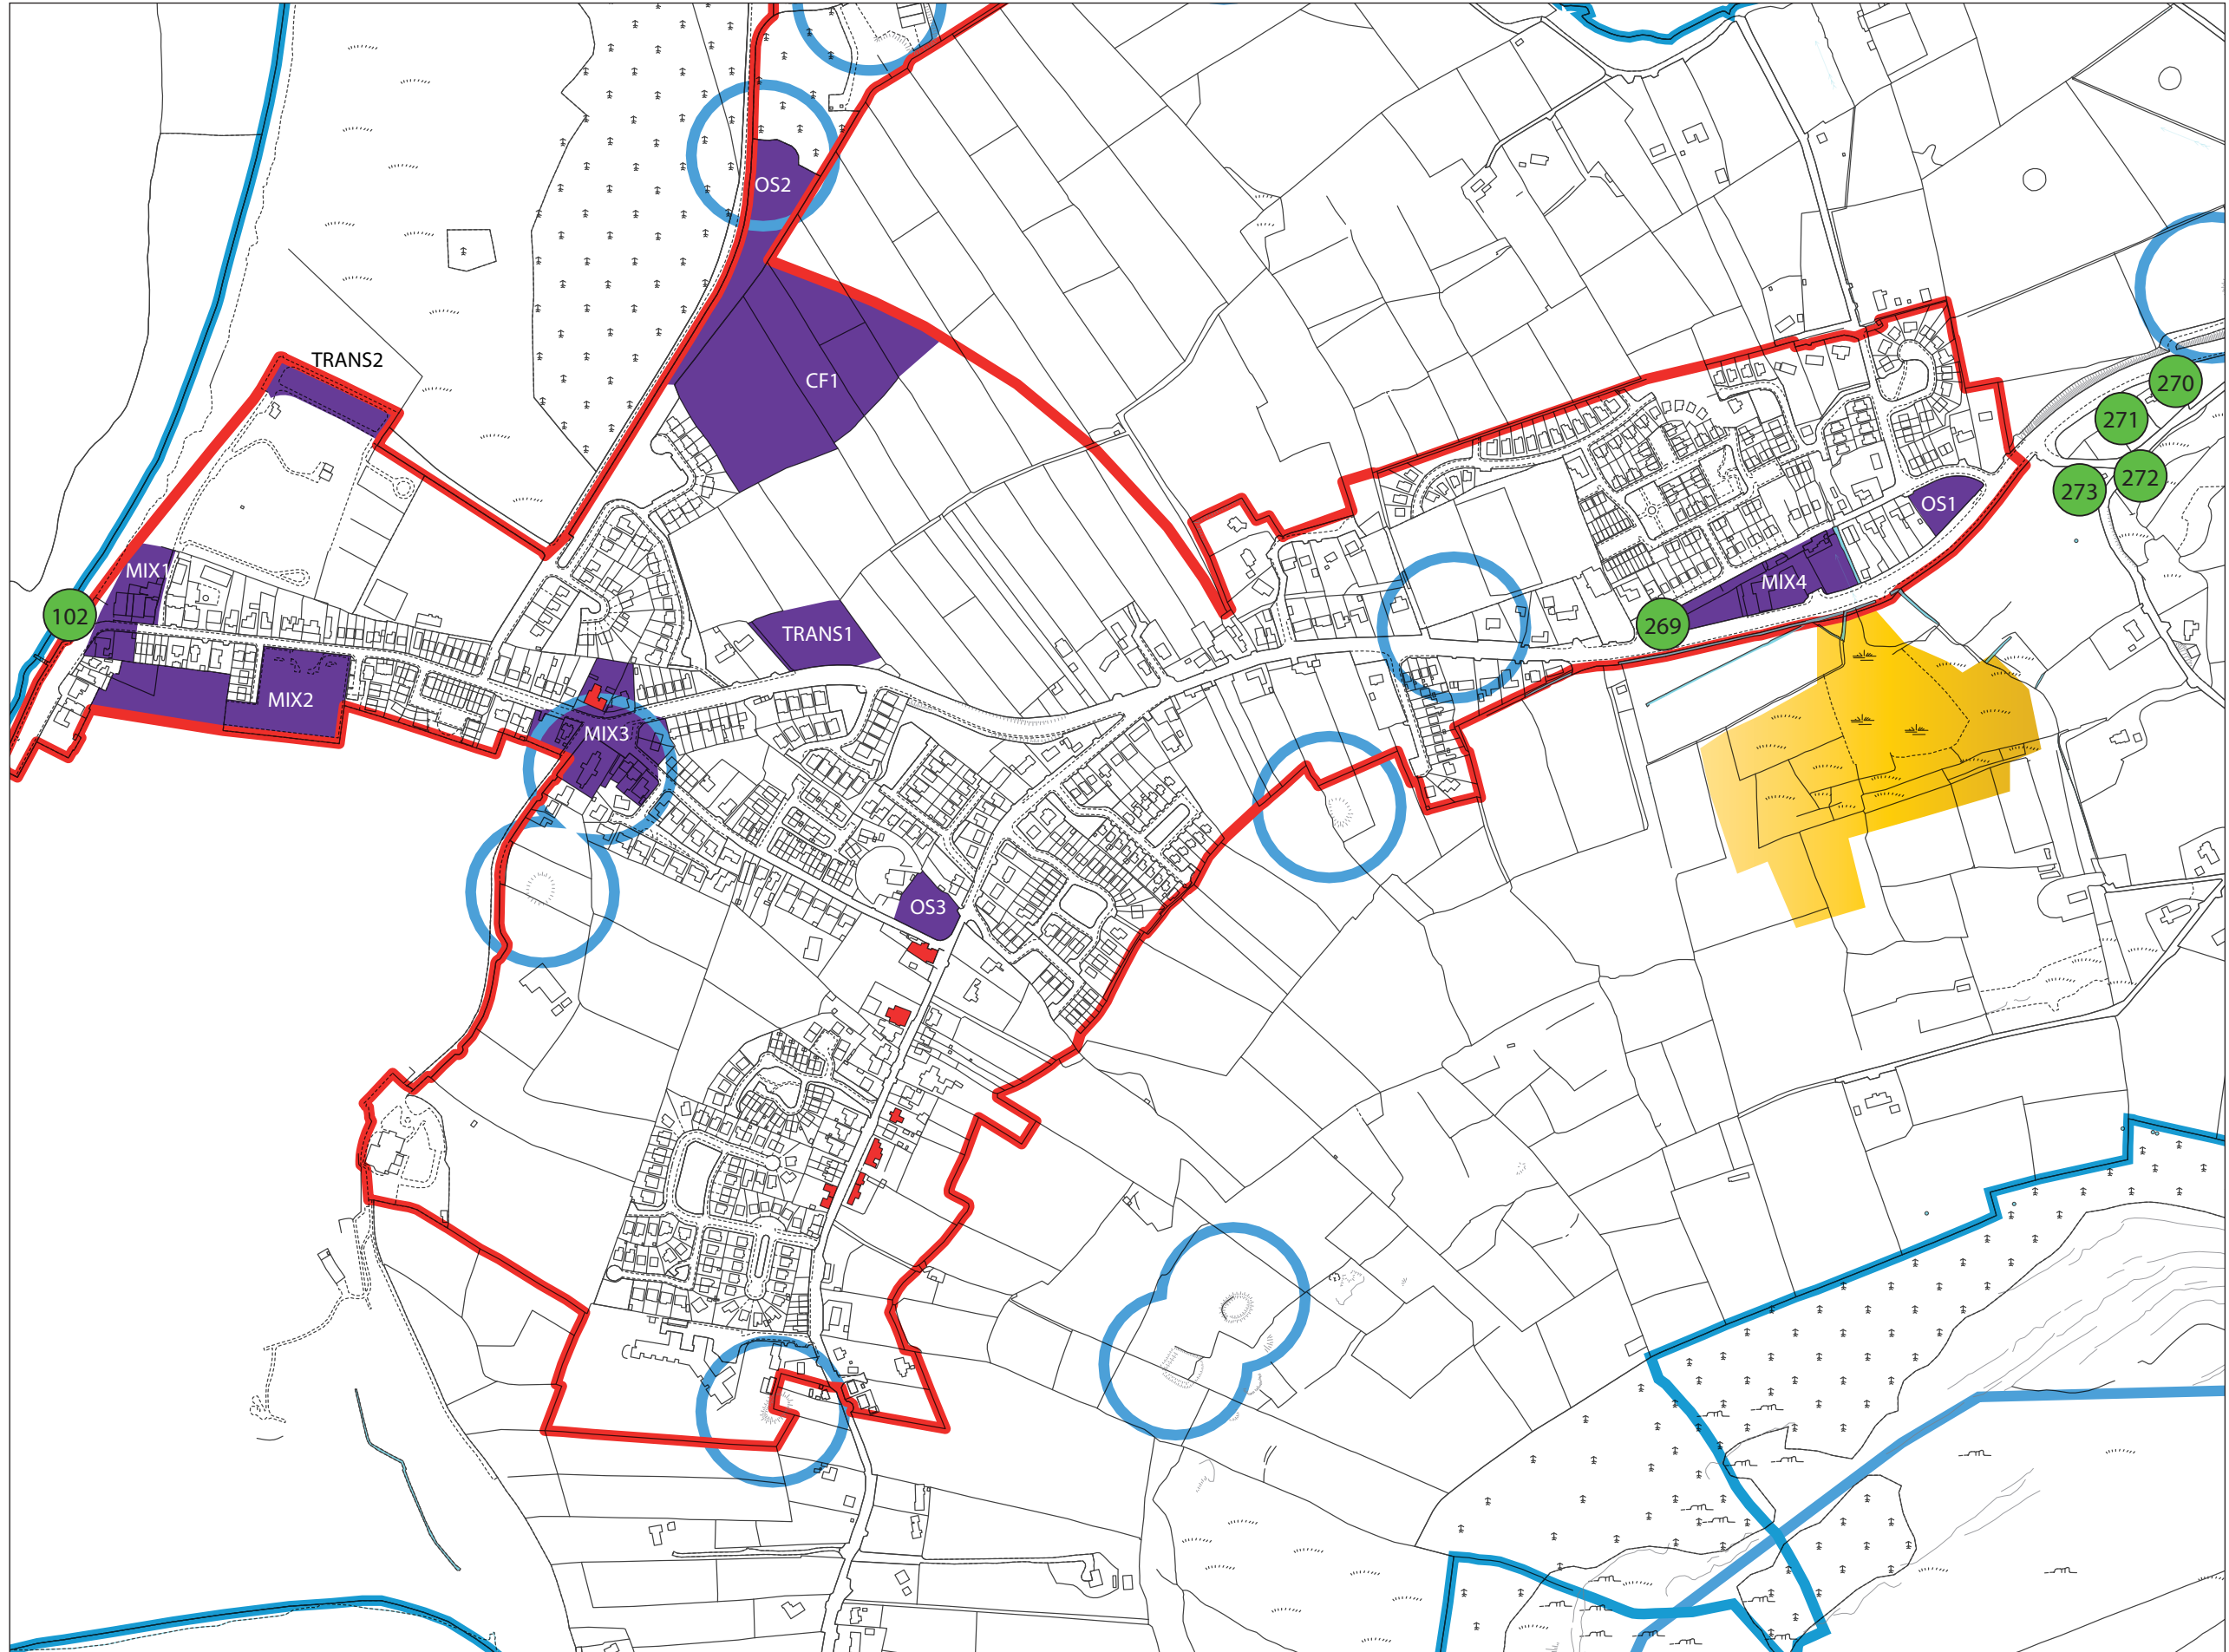 OS2
TRANS2
CF1
270
271
272
273
OS1
MIX1
MIX4
102
269
TRANS1
MIX2
MIX3
OS3